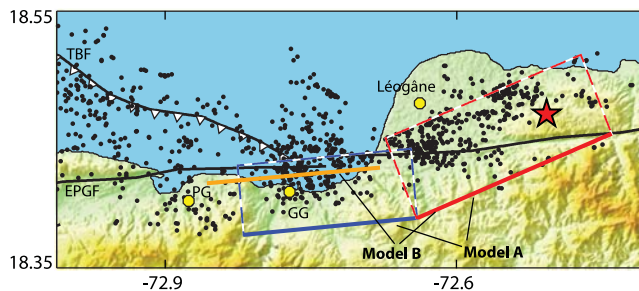 18.55
TBF
Léogâne
EPGF
PG
GG
Model B
Model A
18.35
-72.9
-72.6